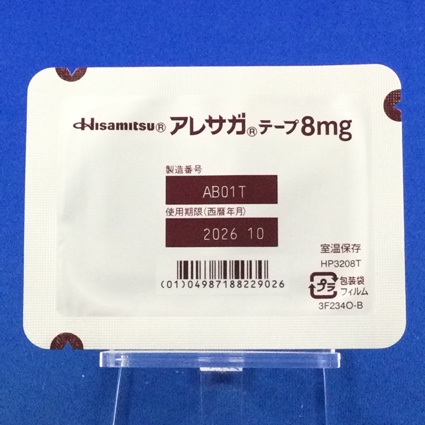 Hisamitsu® アレサガ®テープ8mg
製造番号
AB01T
使用期限(西暦年月)
2026 10
(01)04987188229026
室温保存
HP3208T
プラ 包装袋
フィルム
3F234O-B